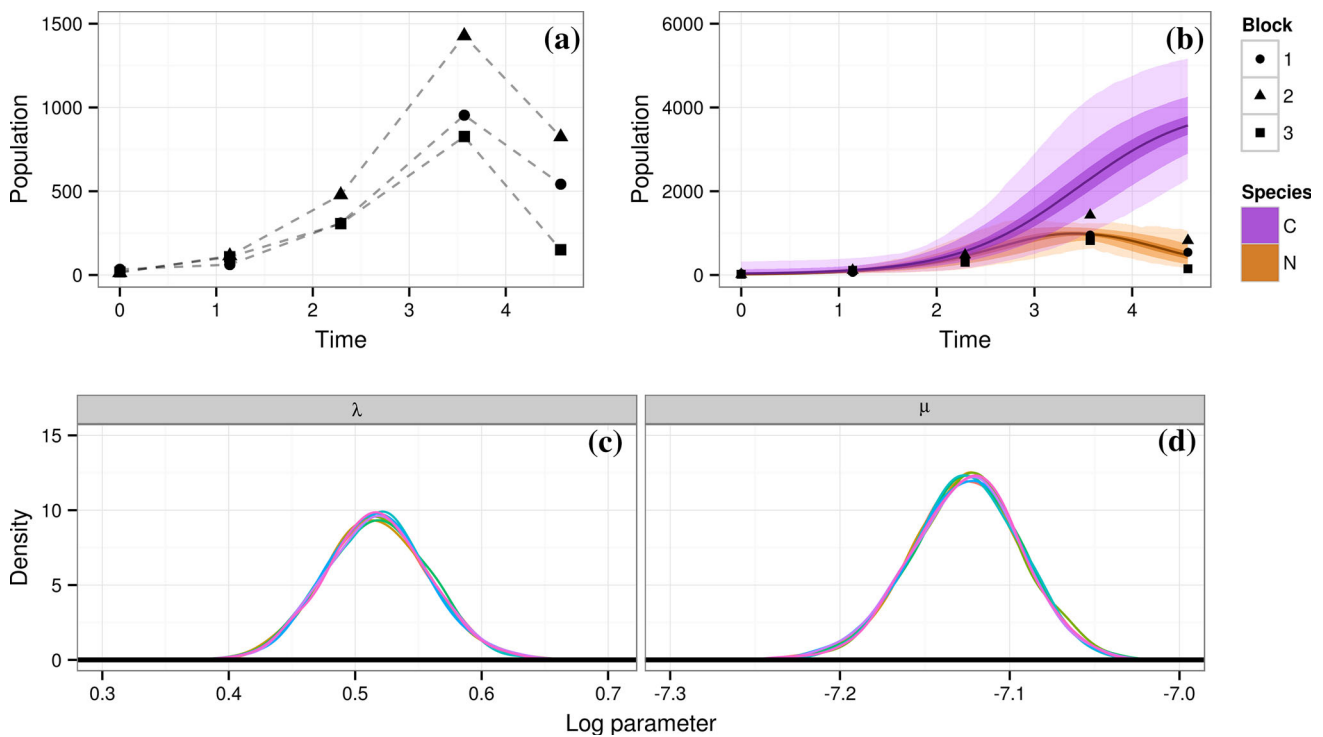 (a)
1500
1000
500
0
Population
0 1 2 3 4
Time
(b)
6000
4000
2000
0
Population
0 1 2 3 4
Time
Block
1
2
3
Species
C
N
λ
(c)
15
10
5
0
Density
0.3 0.4 0.5 0.6 0.7
μ
(d)
-7.3 -7.2 -7.1 -7.0
Log parameter